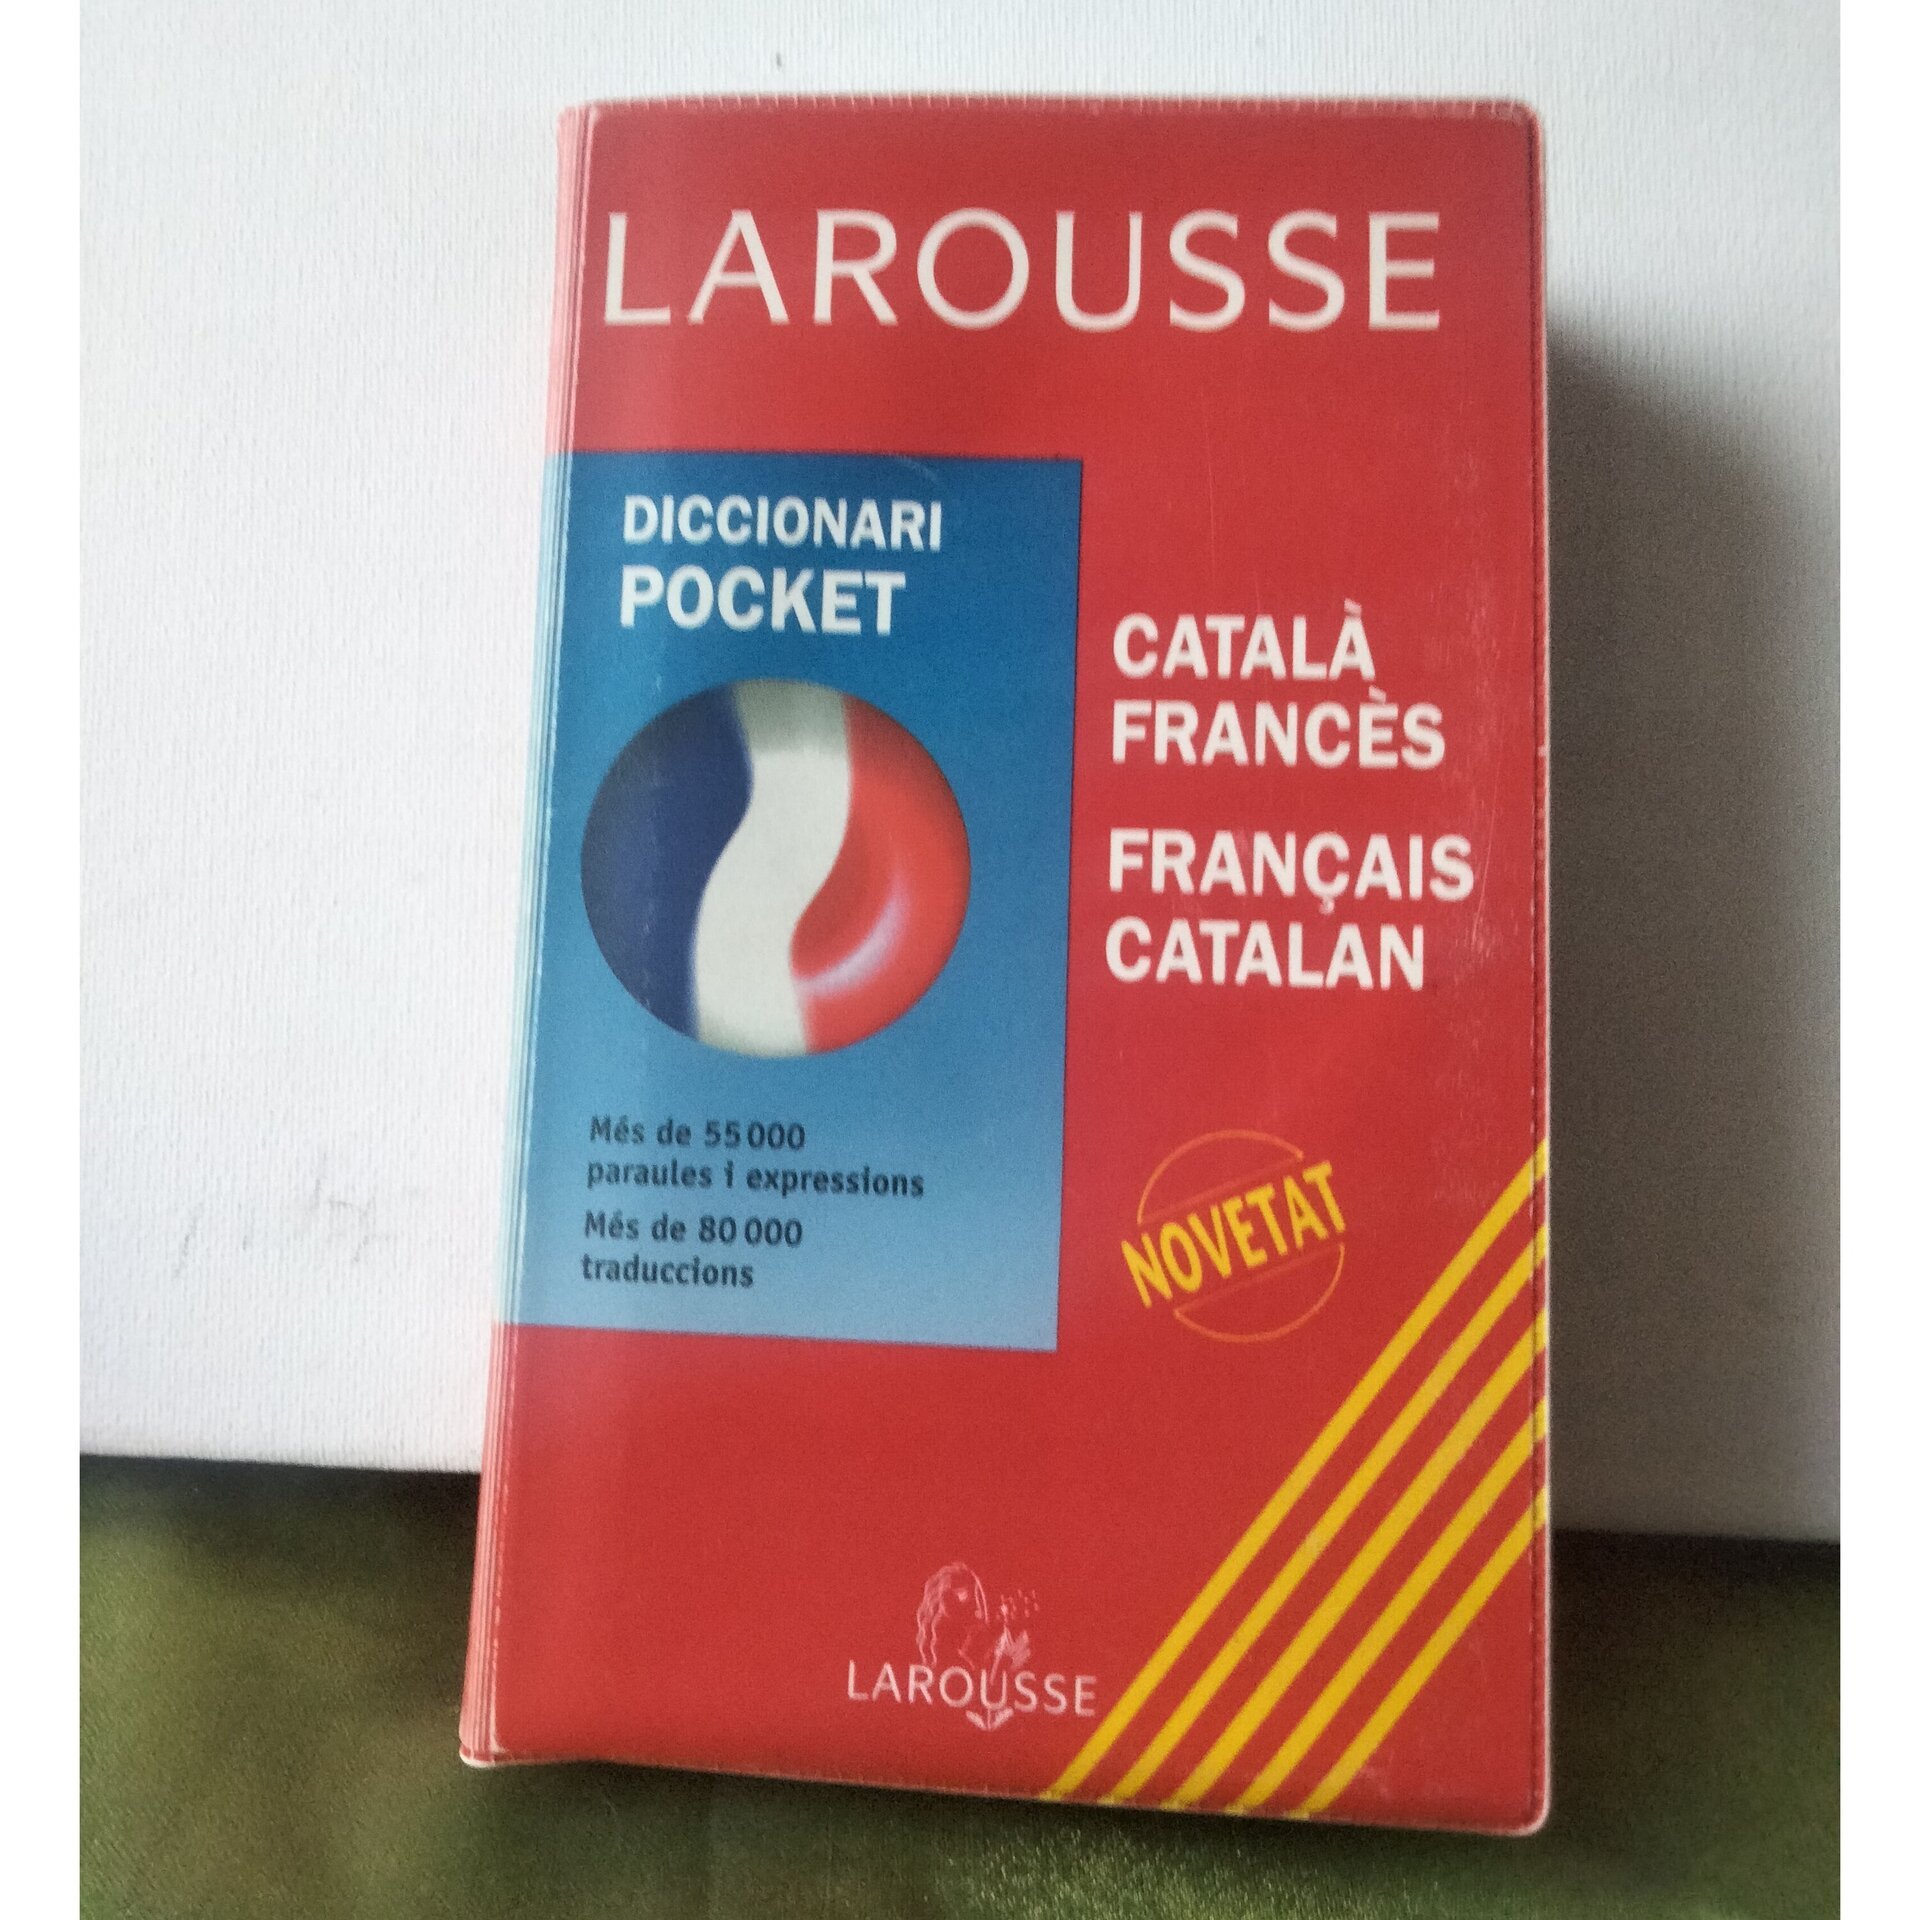 LAROUSSE
DICCIONARI
POCKET
CATALÀ
FRANCÈS
FRANÇAIS
CATALAN
Més de 55 000
paraules i expressions
Més de 80 000
traduccions
NOVETAT
LAROUSSE